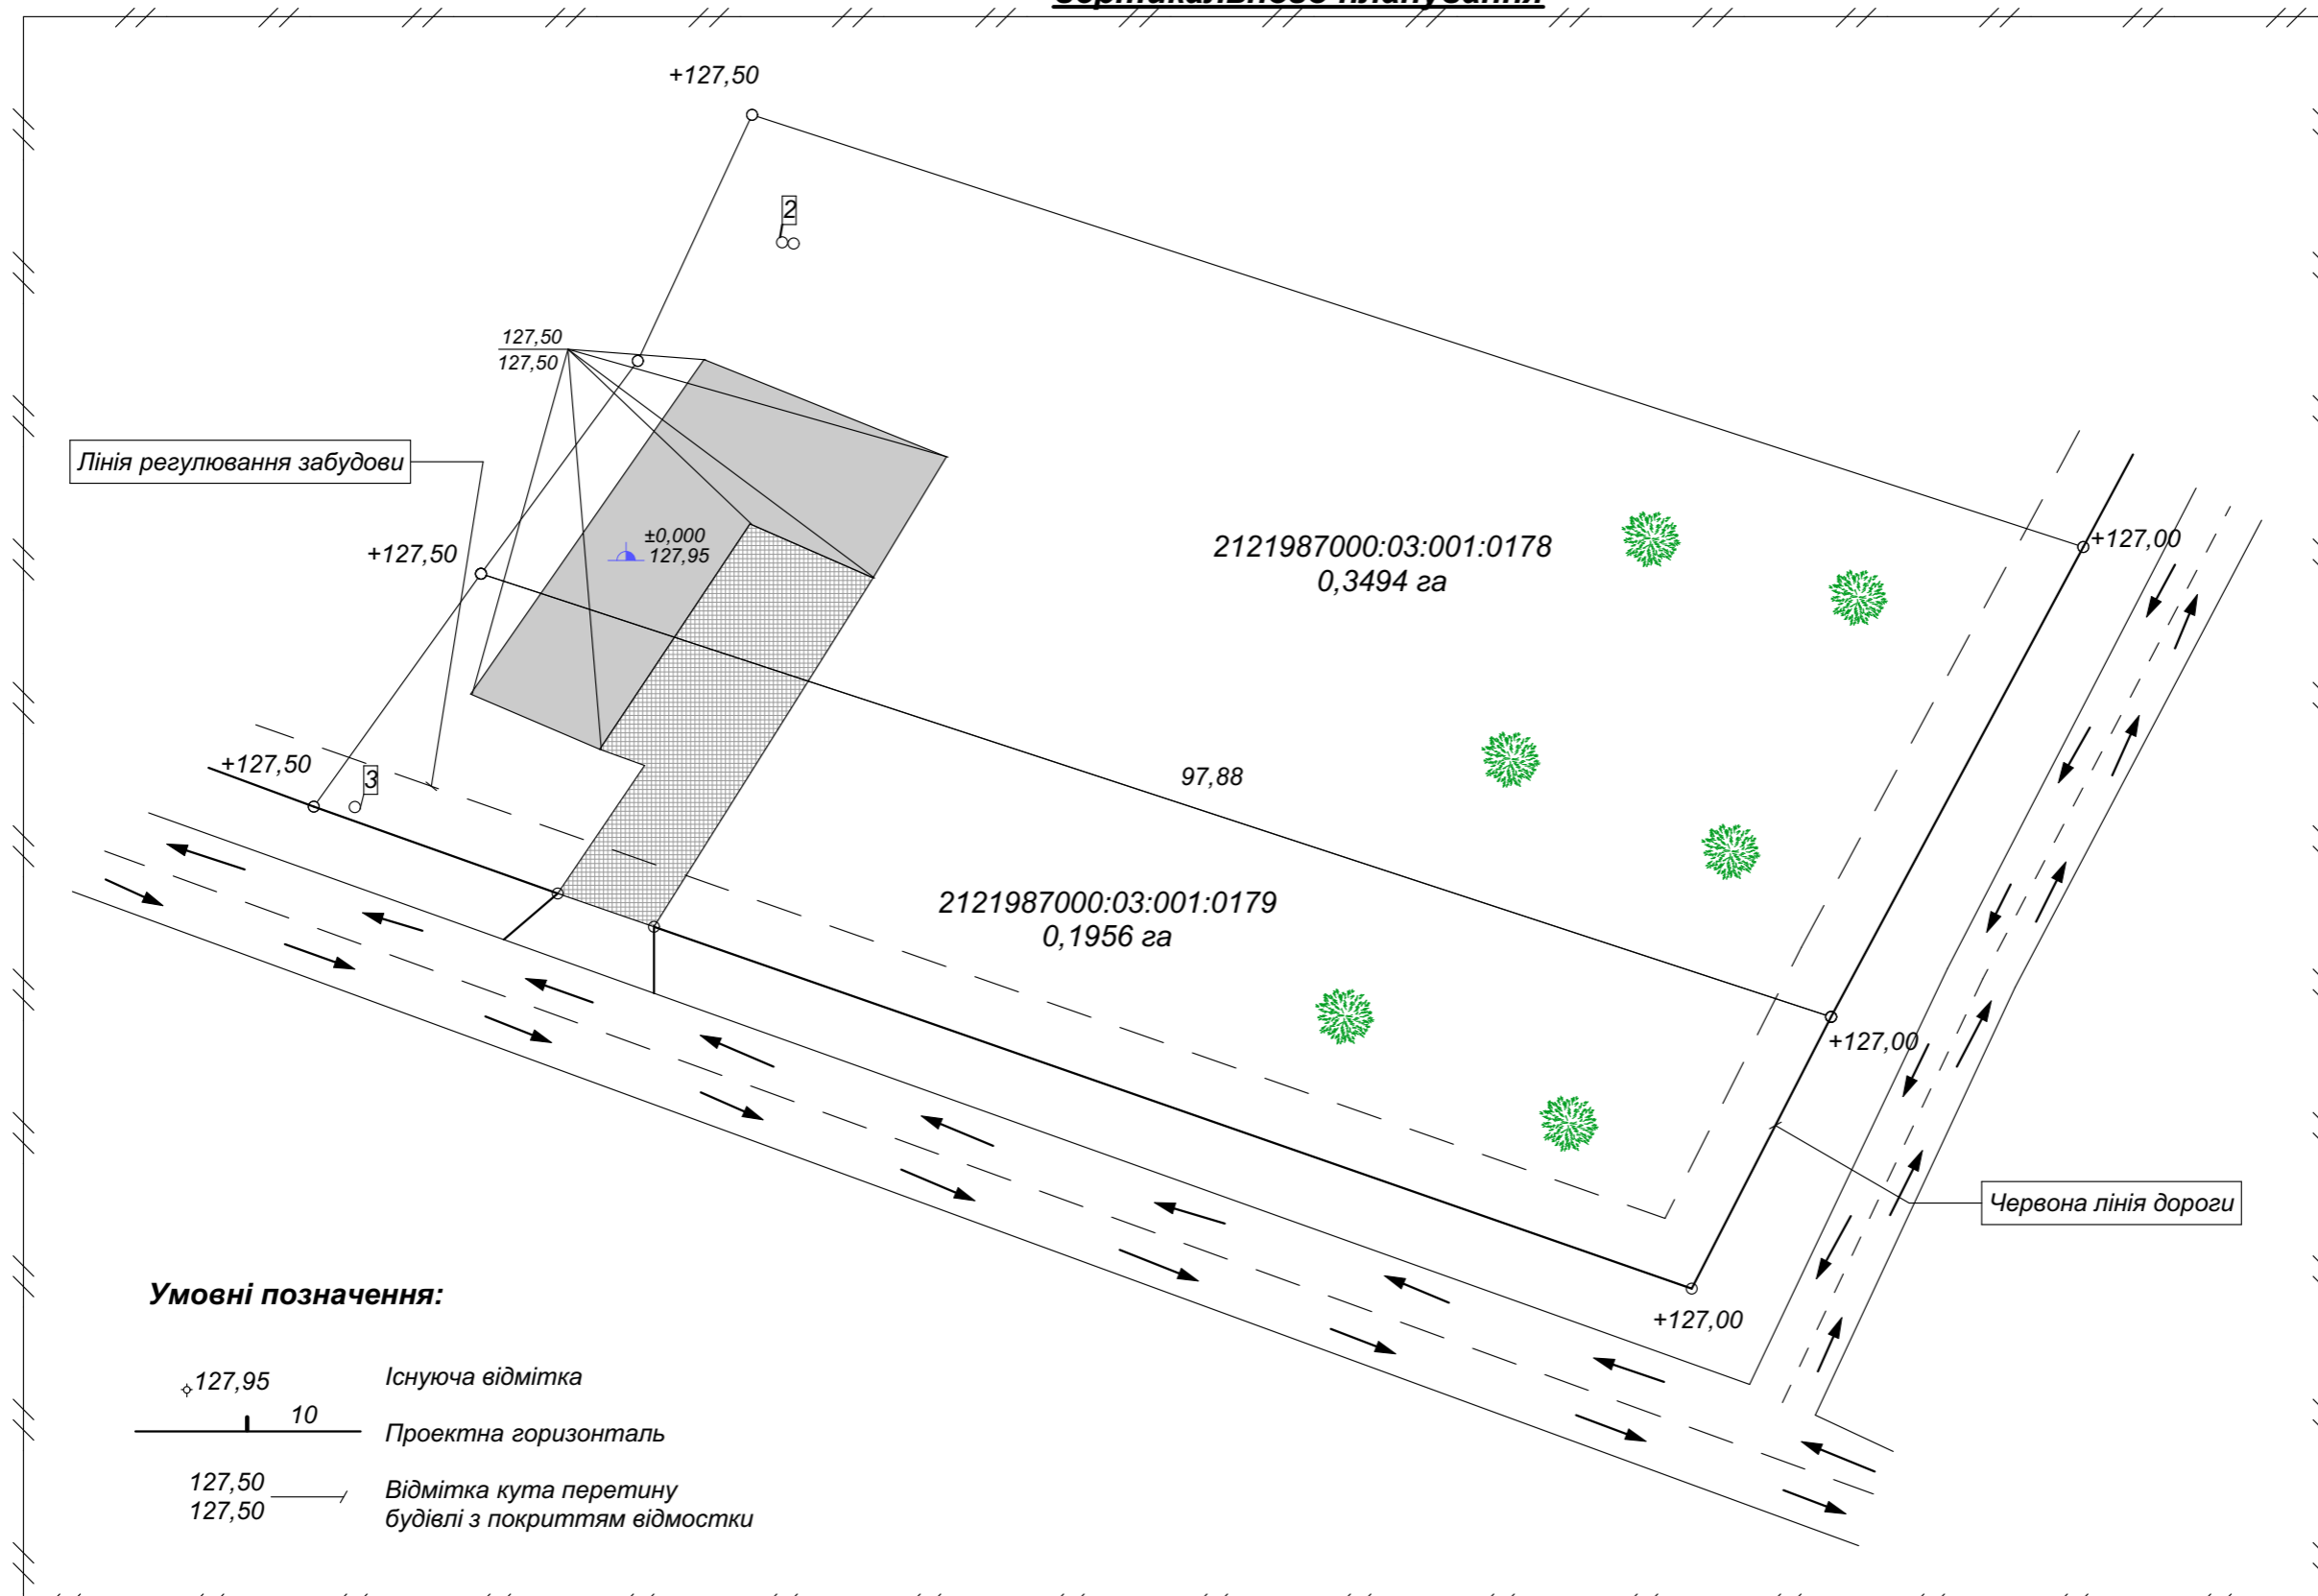 вертикального планування
+127,50
2
127,50
127,50
Лінія регулювання забудови
±0,000
127,95
+127,50
2121987000:03:001:0178
0,3494 га
+127,00
+127,50
3
97,88
2121987000:03:001:0179
0,1956 га
+127,00
Червона лінія дороги
+127,00
Умовні позначення:
127,95
Існуюча відмітка
10
Проектна горизонталь
127,50
127,50
Відмітка кута перетину
будівлі з покриттям відмостки